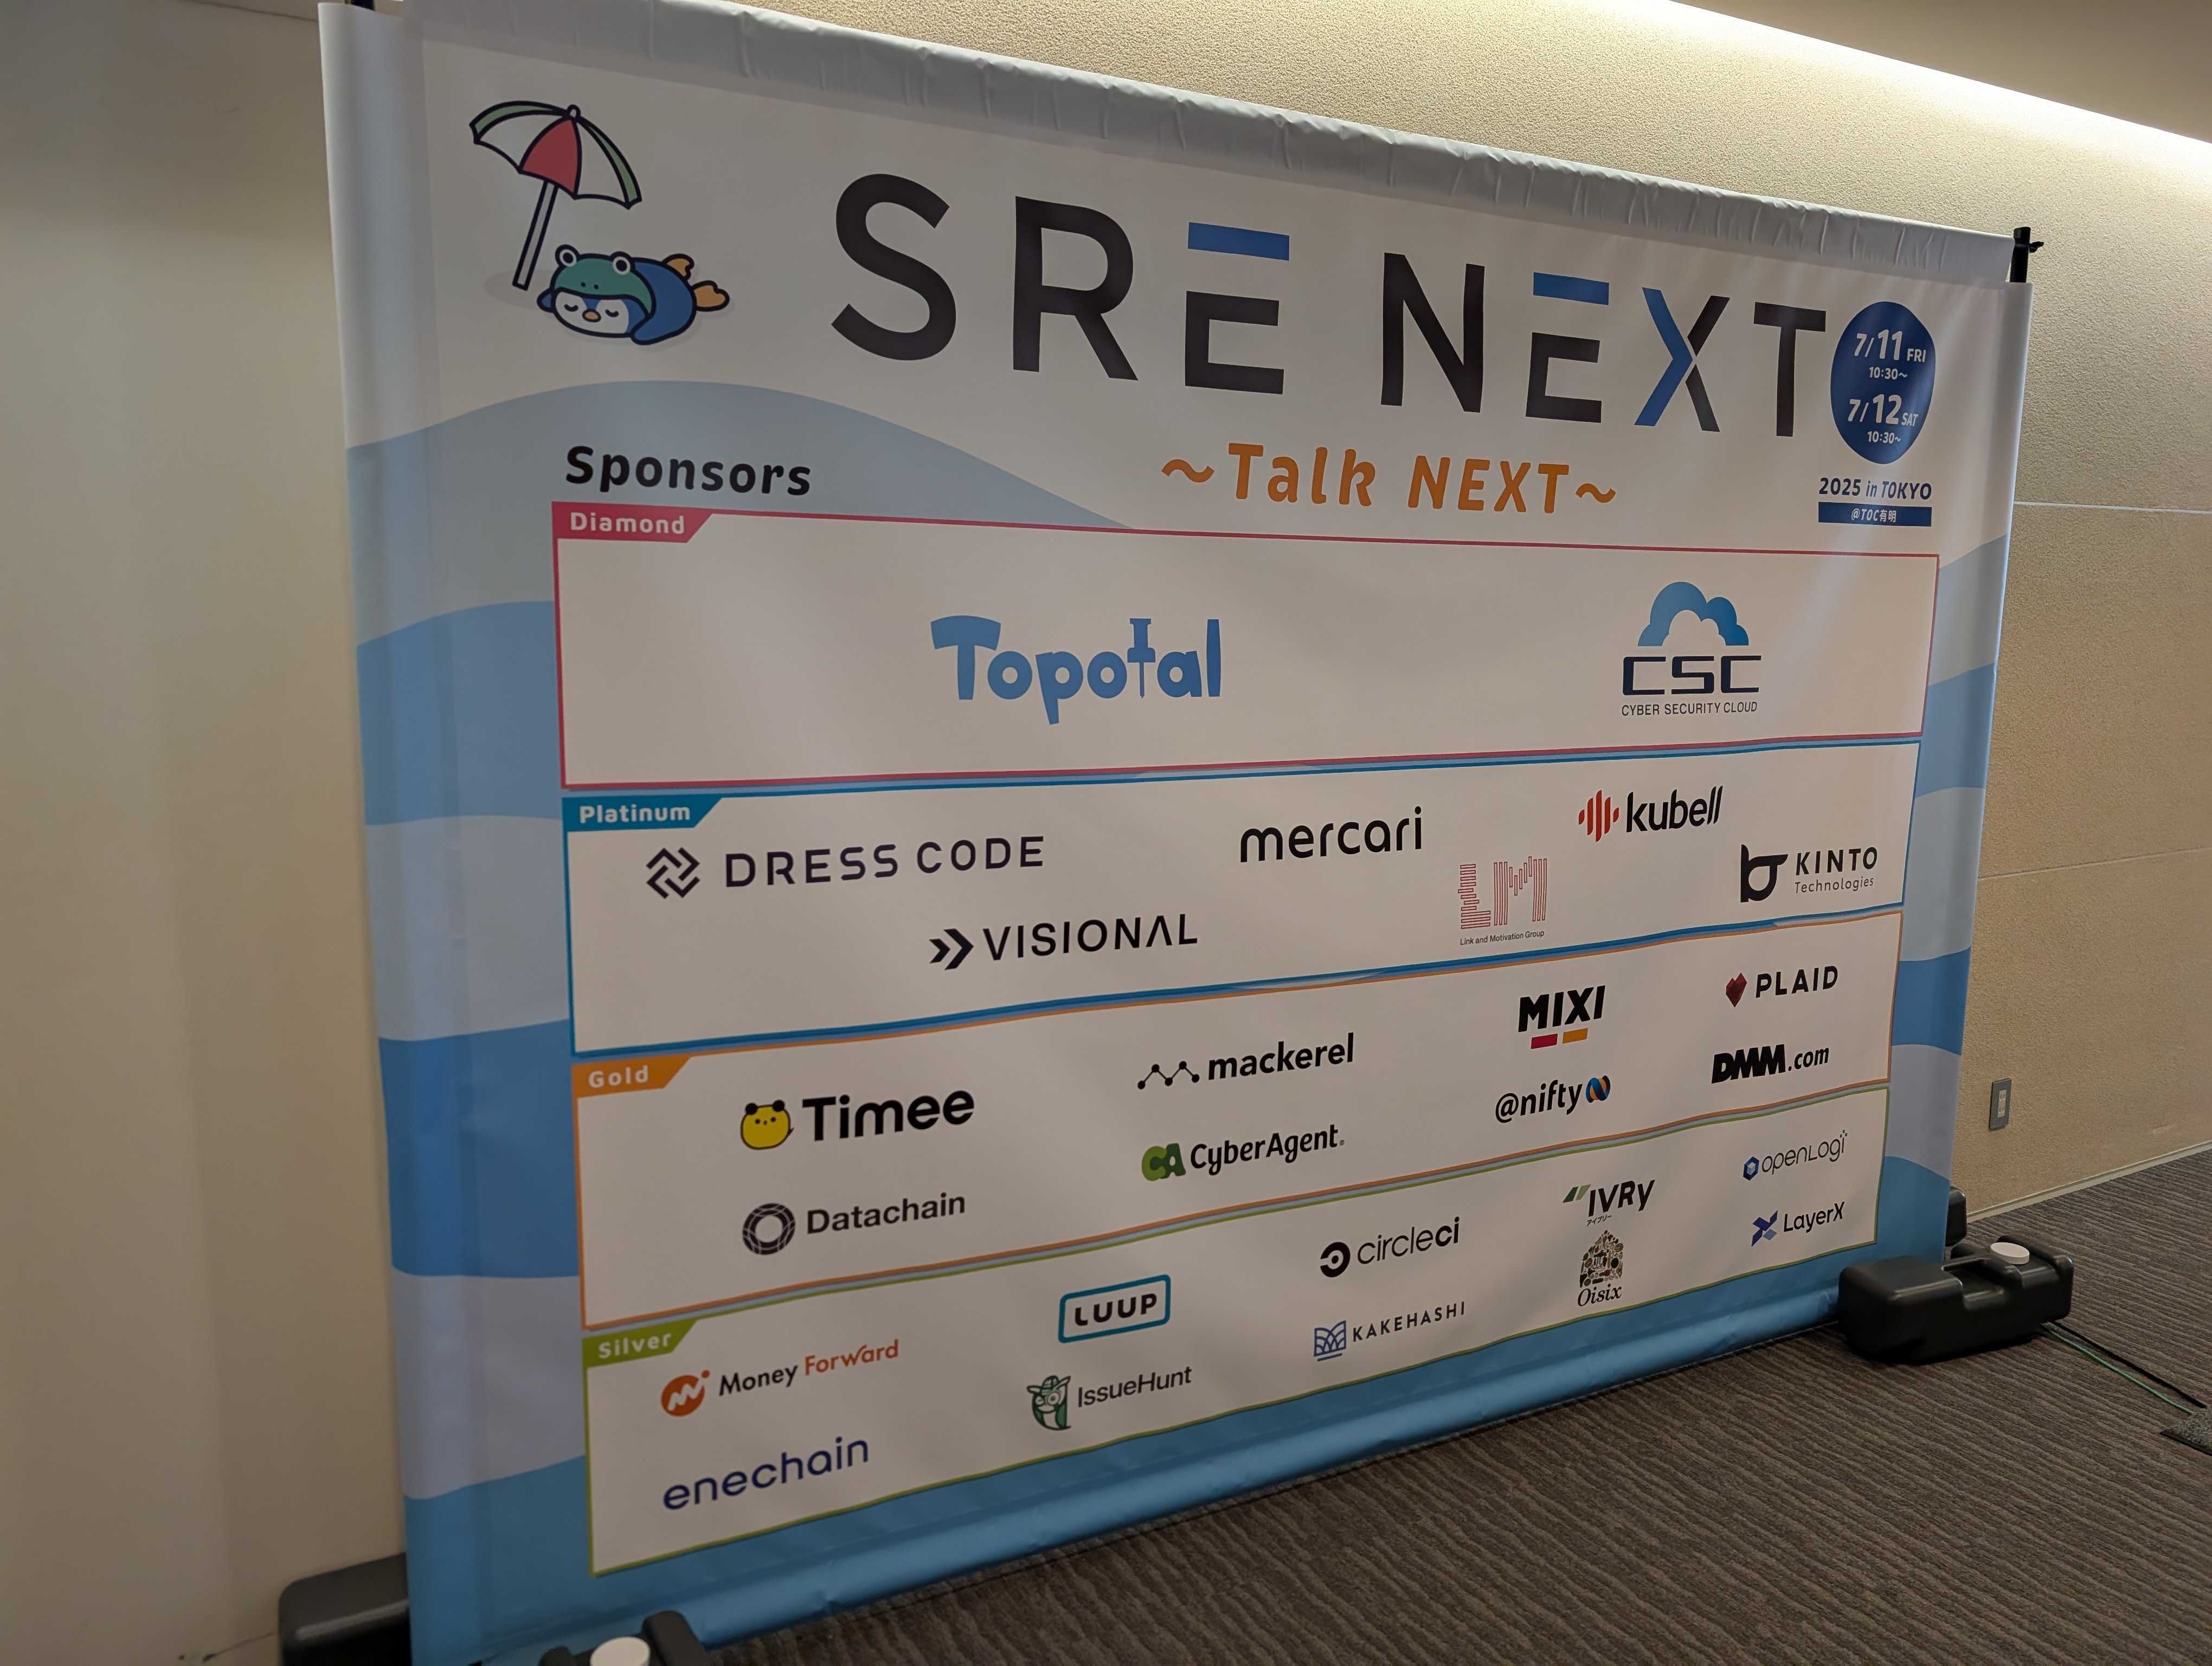 SRE NEXT
~Talk NEXT~
7/11 FRI
10:30~
7/12 SAT
10:30~
2025 in TOKYO
@TOC有明
Sponsors
Diamond
Topotal
CSC
CYBER SECURITY CLOUD
Platinum
DRESS CODE
mercari
kubell
VISIONAL
LM
Link and Motivation Group
KINTO
Technologies
Gold
Timee
mackerel
MIXI
PLAID
Datachain
CA CyberAgent.
@nifty
DMM.com
Silver
Money Forward
LUUP
circleci
IVRy
アイブリー
OPENLOGI
enechain
IssueHunt
KAKEHASHI
Oisix
LayerX